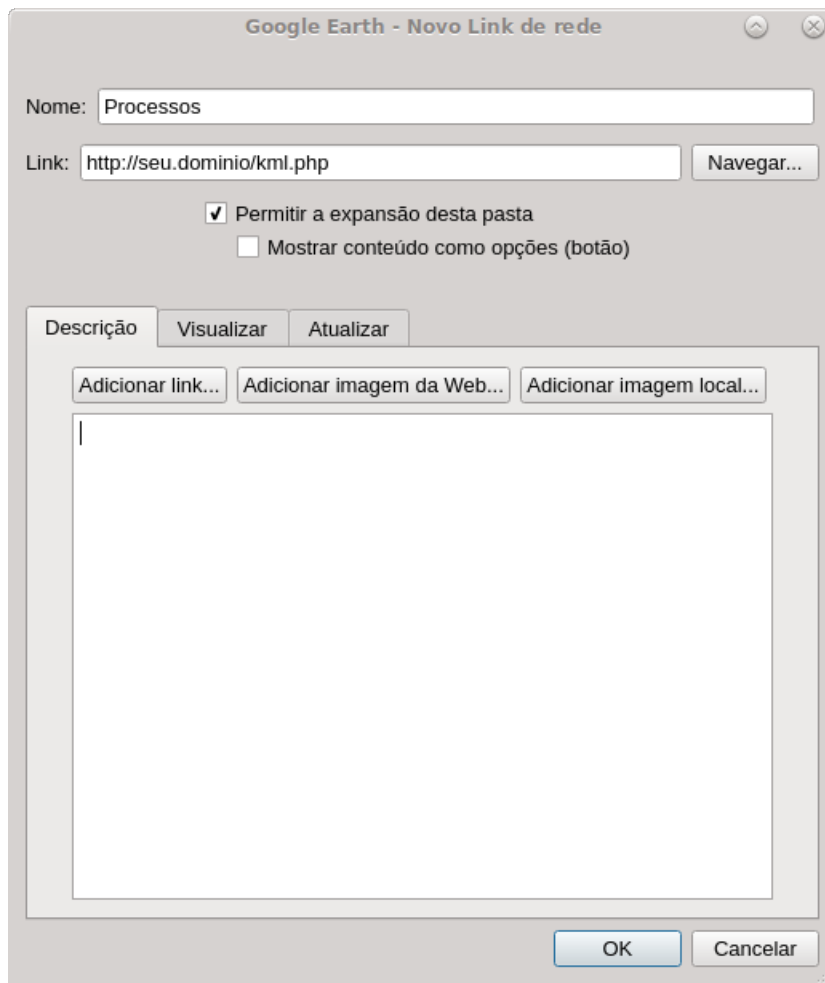 Google Earth - Novo Link de rede
Nome: Processos
Link: http://seu.dominio/kml.php Navegar...
Permitir a expansão desta pasta
Mostrar conteúdo como opções (botão)
Descrição Visualizar Atualizar
Adicionar link... Adicionar imagem da Web... Adicionar imagem local...
OK Cancelar